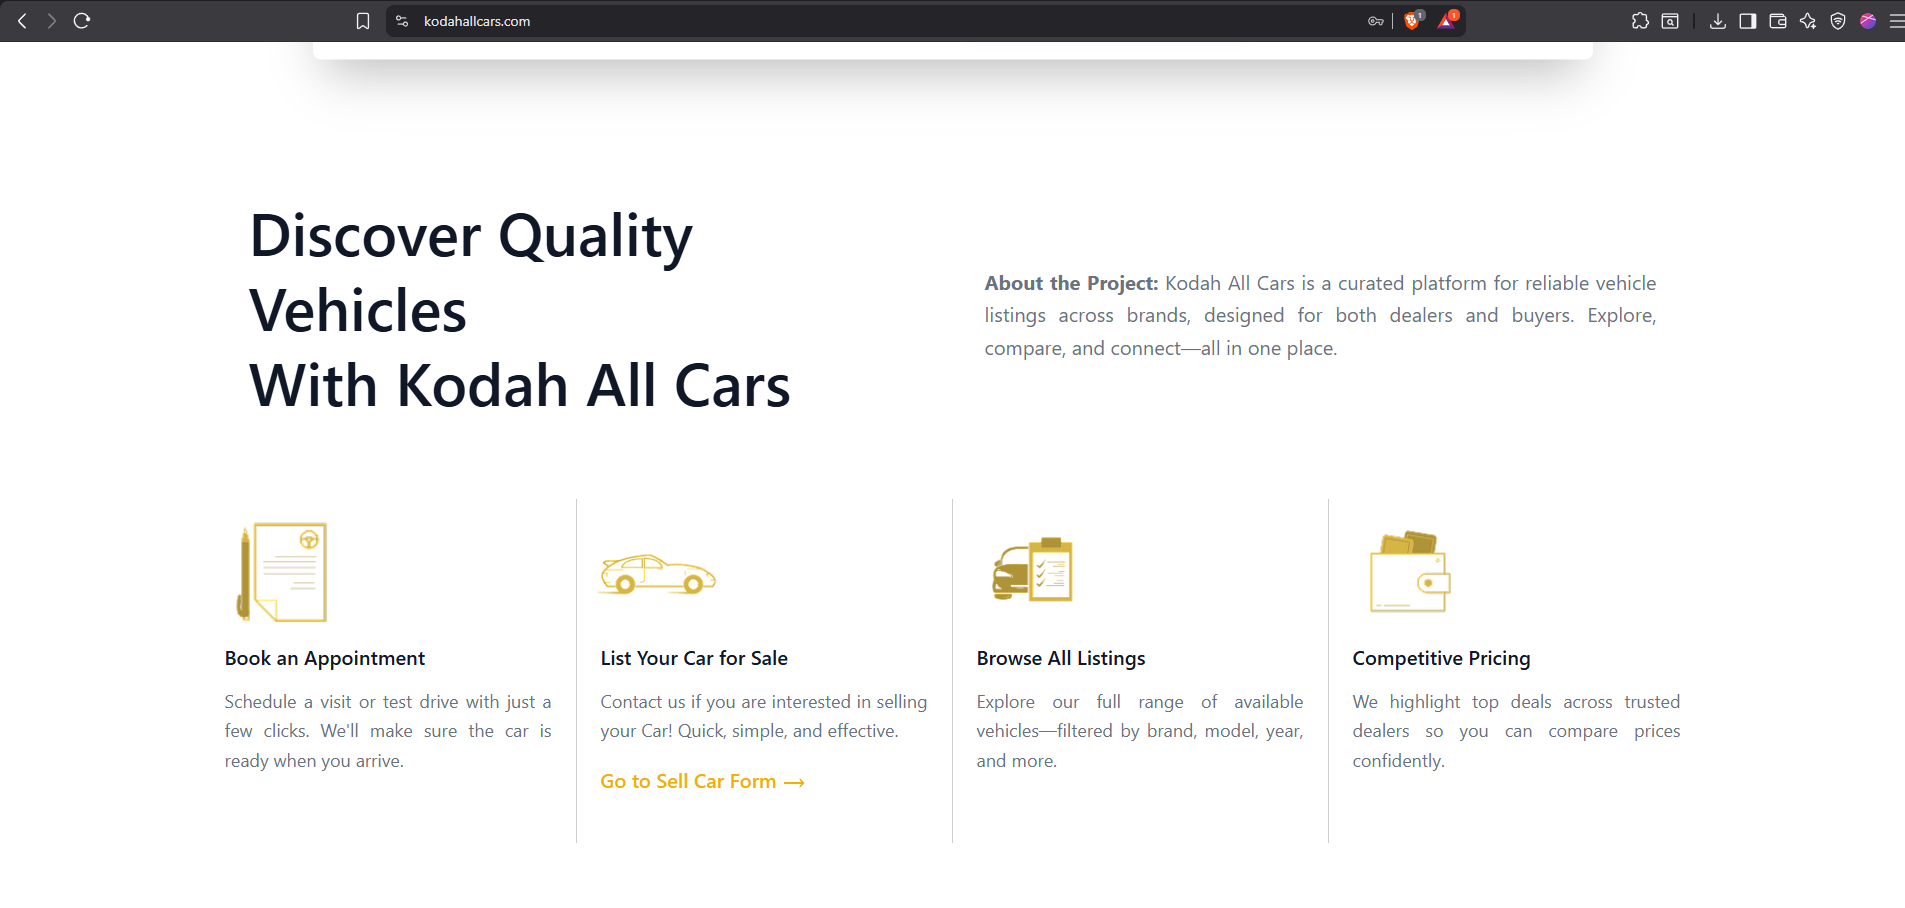 kodahallcars.com
1
1
Discover Quality
Vehicles
With Kodah All Cars
About the Project: Kodah All Cars is a curated platform for reliable vehicle
listings across brands, designed for both dealers and buyers. Explore,
compare, and connect—all in one place.
Book an Appointment
Schedule a visit or test drive with just a
few clicks. We'll make sure the car is
ready when you arrive.
List Your Car for Sale
Contact us if you are interested in selling
your Car! Quick, simple, and effective.
Go to Sell Car Form →
Browse All Listings
Explore our full range of available
vehicles—filtered by brand, model, year,
and more.
Competitive Pricing
We highlight top deals across trusted
dealers so you can compare prices
confidently.